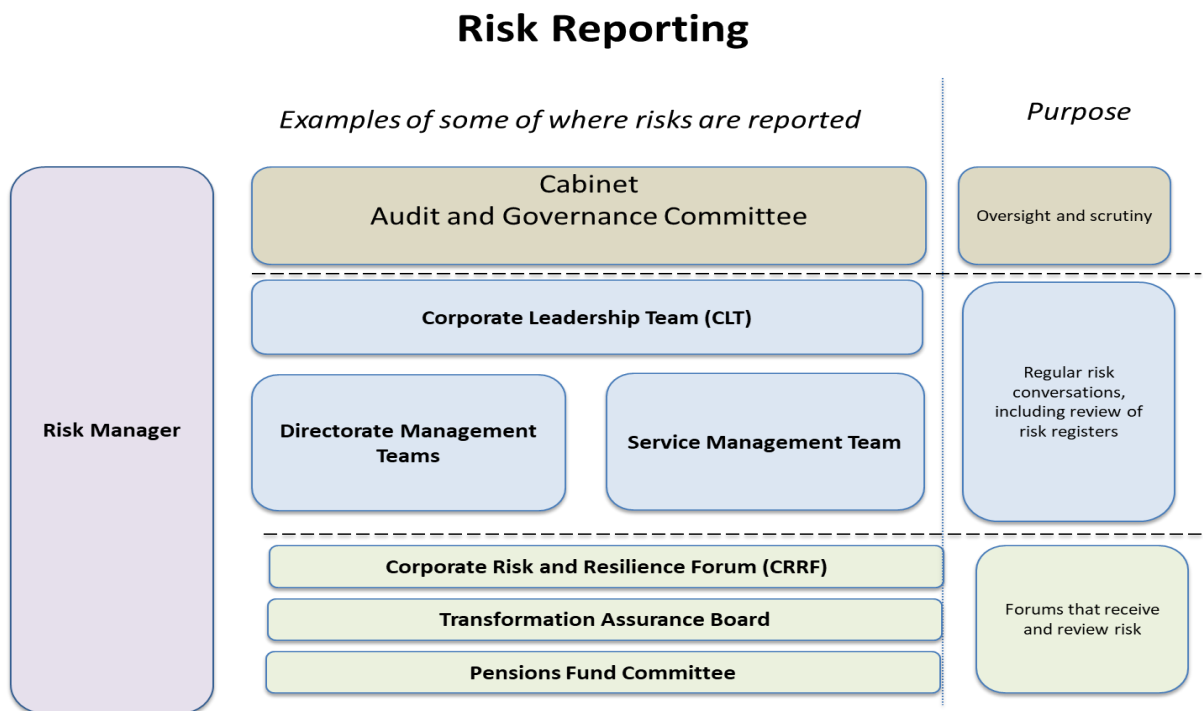 Risk Reporting
Examples of some of where risks are reported
Purpose
Risk Manager
Cabinet
Audit and Governance Committee
Oversight and scrutiny
Corporate Leadership Team (CLT)
Directorate Management
Teams
Service Management Team
Regular risk
conversations,
including review of
risk registers
Corporate Risk and Resilience Forum (CRRF)
Transformation Assurance Board
Pensions Fund Committee
Forums that receive
and review risk